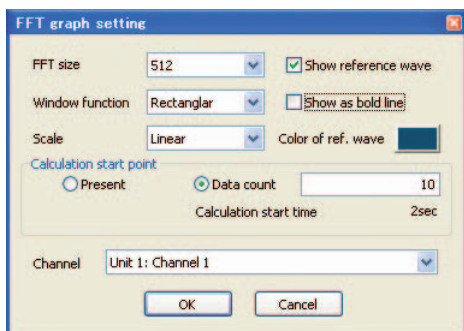 FFT graph setting
FFT size 512 Show reference wave
Window function Rectanglar Show as bold line
Scale Linear Color of ref. wave
Calculation start point
Present Data count 10
Calculation start time 2sec
Channel Unit 1: Channel 1
OK Cancel